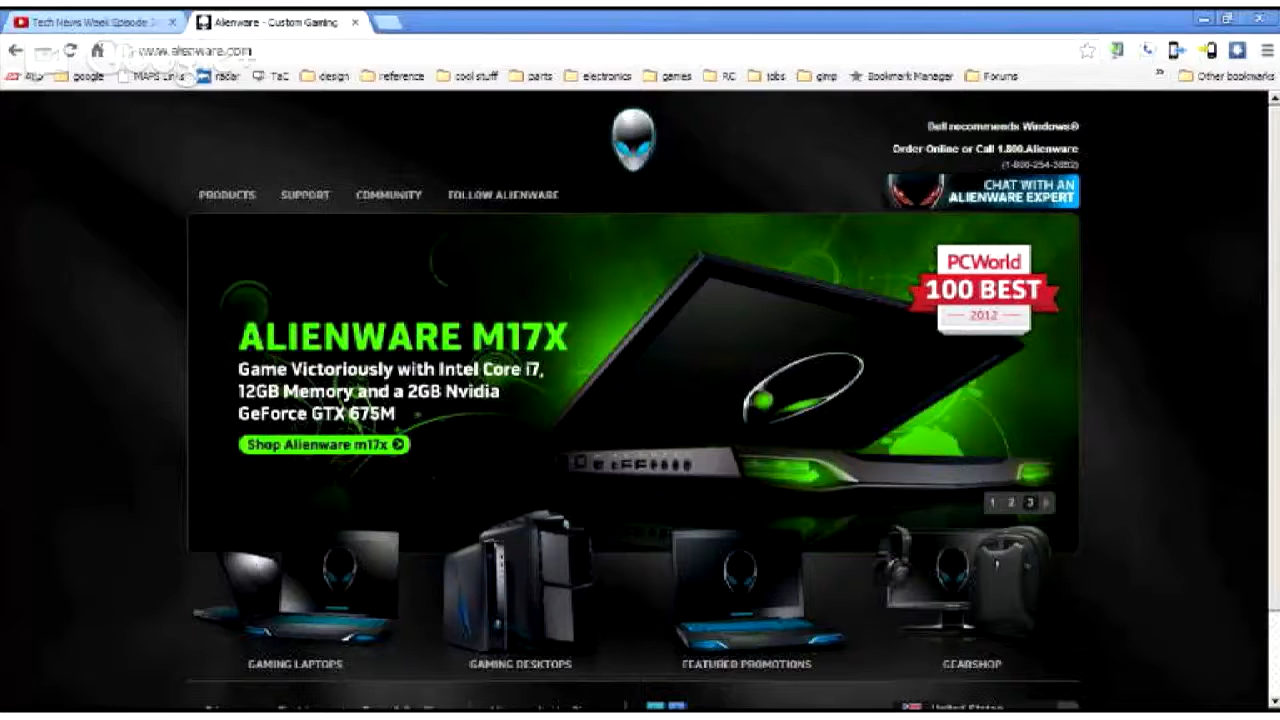 Tech News Week Episode
Alienware - Custom Gaming
www.alienware.com
google
MAPS Links
radar
TaC
design
reference
cool stuff
parts
electronics
games
RC
jobs
gimp
Bookmark Manager
Forums
»
Other bookmarks
Dell recommends Windows®
Order Online or Call 1.800.Alienware
CHAT WITH AN
ALIENWARE EXPERT
PRODUCTS SUPPORT COMMUNITY FOLLOW ALIENWARE
PCWorld
100 BEST
2012
ALIENWARE M17X
Game Victoriously with Intel Core i7,
12GB Memory and a 2GB Nvidia
GeForce GTX 675M
Shop Alienware m17x
1 2 3
GAMING LAPTOPS GAMING DESKTOPS FEATURED PROMOTIONS GEARSHOP
United States